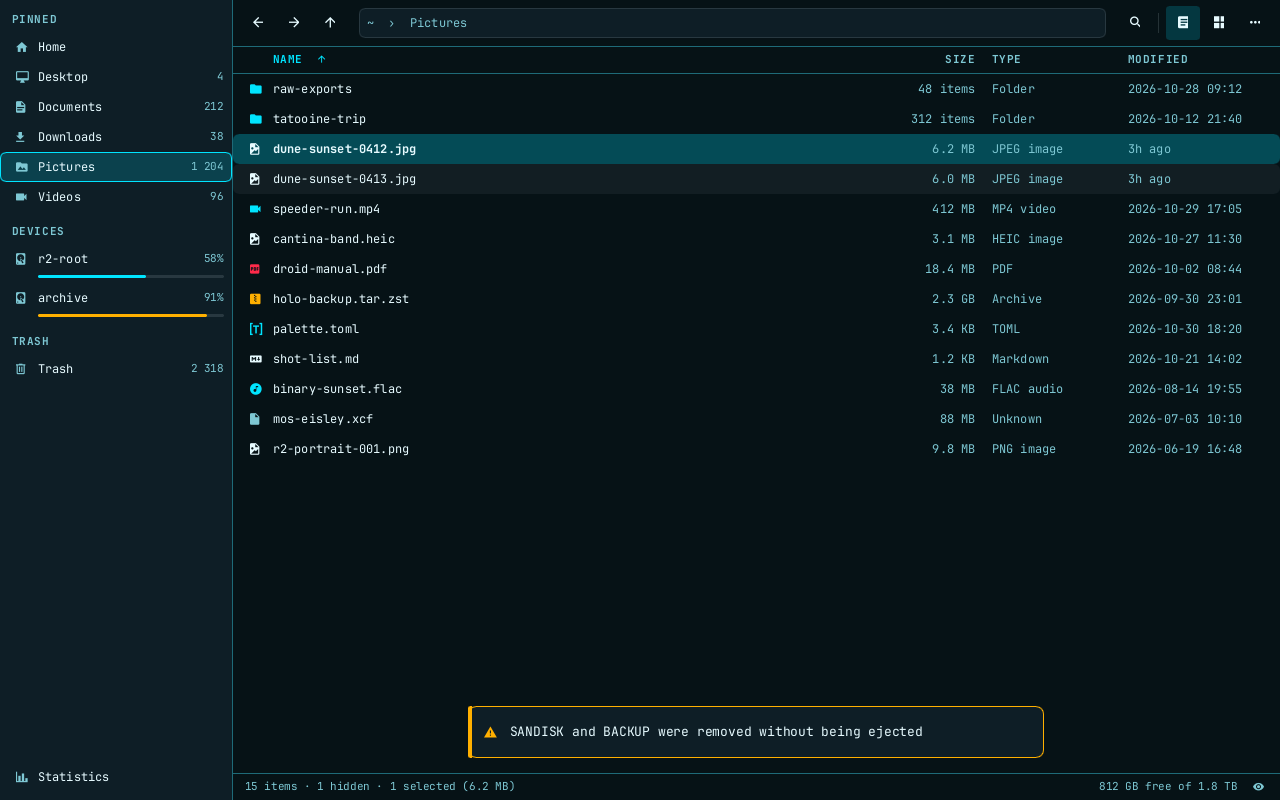 PINNED
Home
Desktop 4
Documents 212
Downloads 38
Pictures 1 204
Videos 96
DEVICES
r2-root 58%
archive 91%
TRASH
Trash 2 318
Statistics
~ › Pictures
NAME ↑ SIZE TYPE MODIFIED
raw-exports 48 items Folder 2026-10-28 09:12
tatooine-trip 312 items Folder 2026-10-12 21:40
dune-sunset-0412.jpg 6.2 MB JPEG image 3h ago
dune-sunset-0413.jpg 6.0 MB JPEG image 3h ago
speeder-run.mp4 412 MB MP4 video 2026-10-29 17:05
cantina-band.heic 3.1 MB HEIC image 2026-10-27 11:30
droid-manual.pdf 18.4 MB PDF 2026-10-02 08:44
holo-backup.tar.zst 2.3 GB Archive 2026-09-30 23:01
palette.toml 3.4 KB TOML 2026-10-30 18:20
shot-list.md 1.2 KB Markdown 2026-10-21 14:02
binary-sunset.flac 38 MB FLAC audio 2026-08-14 19:55
mos-eisley.xcf 88 MB Unknown 2026-07-03 10:10
r2-portrait-001.png 9.8 MB PNG image 2026-06-19 16:48
SANDISK and BACKUP were removed without being ejected
15 items · 1 hidden · 1 selected (6.2 MB) 812 GB free of 1.8 TB